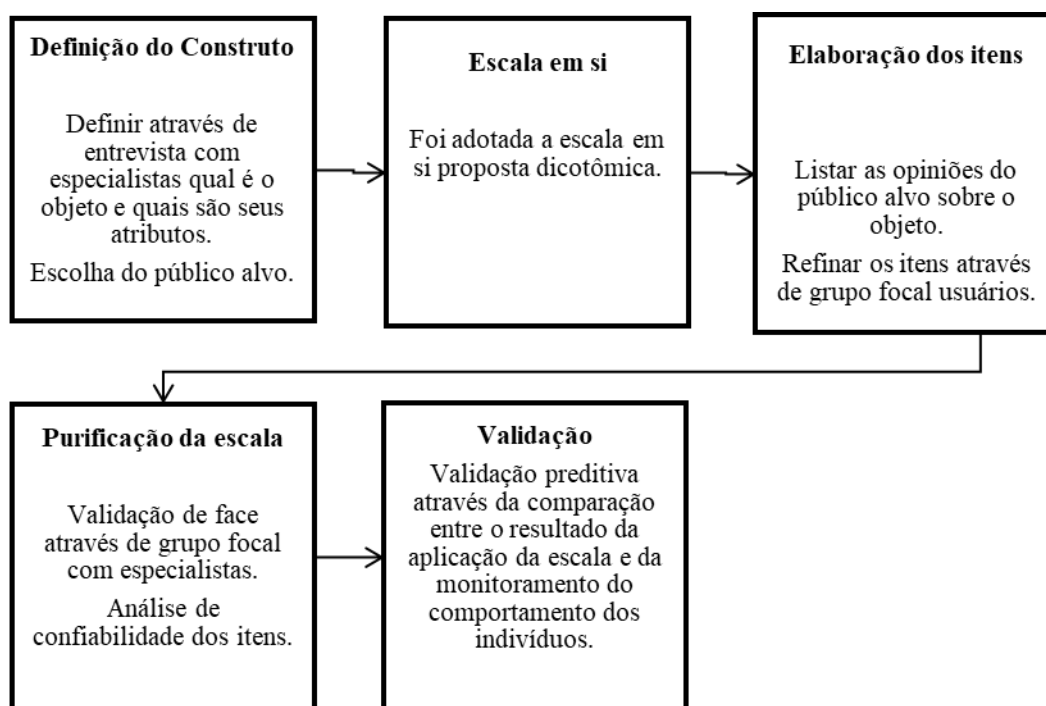 Definição do Construto
Definir através de
entrevista com
especialistas qual é o
objeto e quais são seus
atributos.
Escolha do público alvo.
Escala em si
Foi adotada a escala em
si proposta dicotômica.
Elaboração dos itens
Listar as opiniões do
público alvo sobre o
objeto.
Refinar os itens através
de grupo focal usuários.
Purificação da escala
Validação de face
através de grupo focal
com especialistas.
Análise de
confiabilidade dos itens.
Validação
Validação preditiva
através da comparação
entre o resultado da
aplicação da escala e da
monitoramento do
comportamento dos
indivíduos.